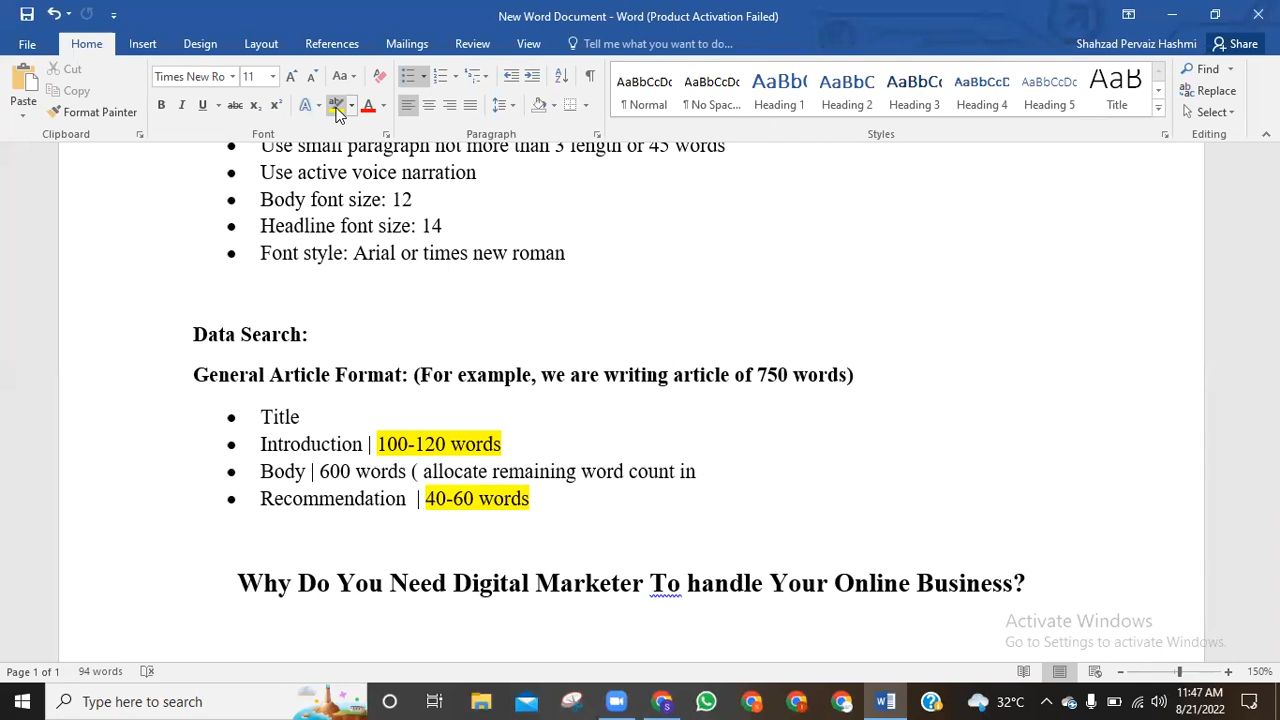 New Word Document - Word (Product Activation Failed)
File Home Insert Design Layout References Mailings Review View Tell me what you want to do... Shahzad Pervaiz Hashmi Share
Cut
Copy
Format Painter
Paste
Clipboard
Times New Ro 11
Font
Paragraph
AaBbCcDc AaBbCcDc AaBbC AaBbCc AaBbC AaBbCcD AaBbCcD AaB
¶ Normal ¶ No Spac... Heading 1 Heading 2 Heading 3 Heading 4 Heading 5 Title
Styles
Find
Replace
Select
Editing
Use small paragraph not more than 3 length or 45 words
Use active voice narration
Body font size: 12
Headline font size: 14
Font style: Arial or times new roman
Data Search:
General Article Format: (For example, we are writing article of 750 words)
Title
Introduction | 100-120 words
Body | 600 words ( allocate remaining word count in
Recommendation | 40-60 words
Why Do You Need Digital Marketer To handle Your Online Business?
Activate Windows
Go to Settings to activate Windows.
Page 1 of 1 94 words 150%
Type here to search 32°C 11:47 AM
8/21/2022